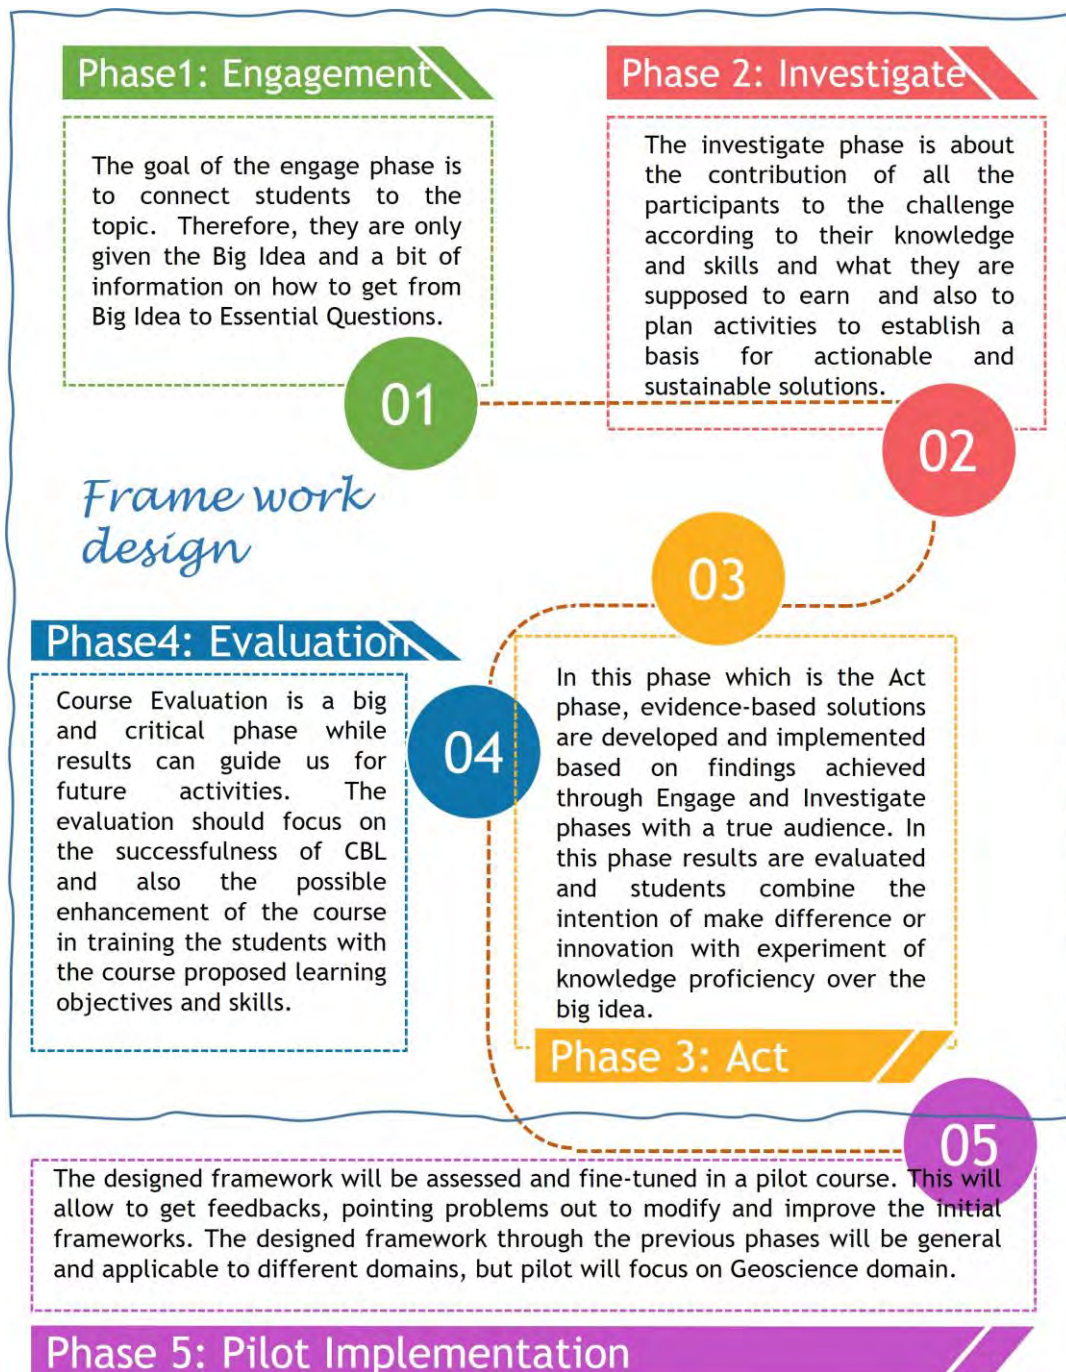 Phase1: Engagement
The goal of the engage phase is
to connect students to the
topic. Therefore, they are only
given the Big Idea and a bit of
information on how to get from
Big Idea to Essential Questions.
01
Phase 2: Investigate
The investigate phase is about
the contribution of all the
participants to the challenge
according to their knowledge
and skills and what they are
supposed to earn and also to
plan activities to establish a
basis for actionable and
sustainable solutions.
02
Frame work
design
03
In this phase which is the Act
phase, evidence-based solutions
are developed and implemented
based on findings achieved
through Engage and Investigate
phases with a true audience. In
this phase results are evaluated
and students combine the
intention of make difference or
innovation with experiment of
knowledge proficiency over the
big idea.
Phase 3: Act
Phase4: Evaluation
Course Evaluation is a big
and critical phase while
results can guide us for
future activities. The
evaluation should focus on
the successfulness of CBL
and also the possible
enhancement of the course
in training the students with
the course proposed learning
objectives and skills.
04
05
The designed framework will be assessed and fine-tuned in a pilot course. This will
allow to get feedbacks, pointing problems out to modify and improve the initial
frameworks. The designed framework through the previous phases will be general
and applicable to different domains, but pilot will focus on Geoscience domain.
Phase 5: Pilot Implementation